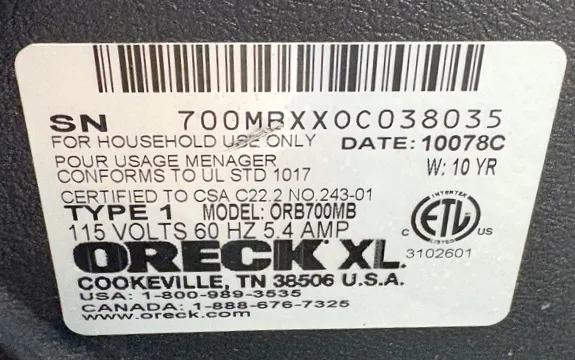 SN 700MBXX0C038035
FOR HOUSEHOLD USE ONLY DATE: 10078C
POUR USAGE MENAGER W: 10 YR
CONFORMS TO UL STD 1017
CERTIFIED TO CSA C22.2 NO.243-01
TYPE 1 MODEL: ORB700MB
115 VOLTS 60 HZ 5.4 AMP
INTERTEK
C ETL US
3102601
ORECK XL.
COOKEVILLE, TN 38506 U.S.A.
USA: 1-800-989-3535
CANADA: 1-888-676-7325
www.oreck.com